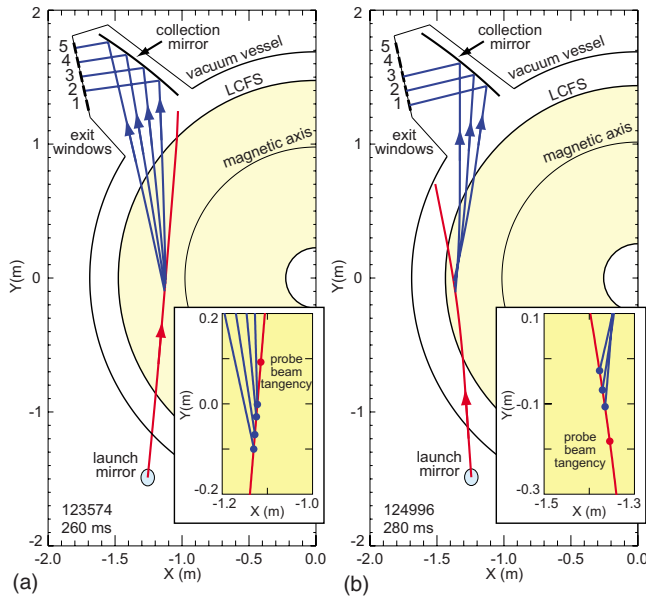 2
1
0
-1
-2
Y(m)
5
4
3
2
1
exit
windows
collection
mirror
vacuum vessel
LCFS
magnetic axis
launch
mirror
123574
260 ms
0.2
0.0
-0.2
probe
beam
tangency
-1.2
-1.0
X (m)
-2.0
-1.5
-1.0
-0.5
0.0
X(m)
(a)
2
1
0
-1
-2
Y(m)
5
4
3
2
1
exit
windows
collection
mirror
vacuum vessel
LCFS
magnetic axis
launch
mirror
124996
280 ms
0.1
-0.1
-0.3
probe beam
tangency
-1.5
-1.3
X (m)
-2.0
-1.5
-1.0
-0.5
0.0
X(m)
(b)